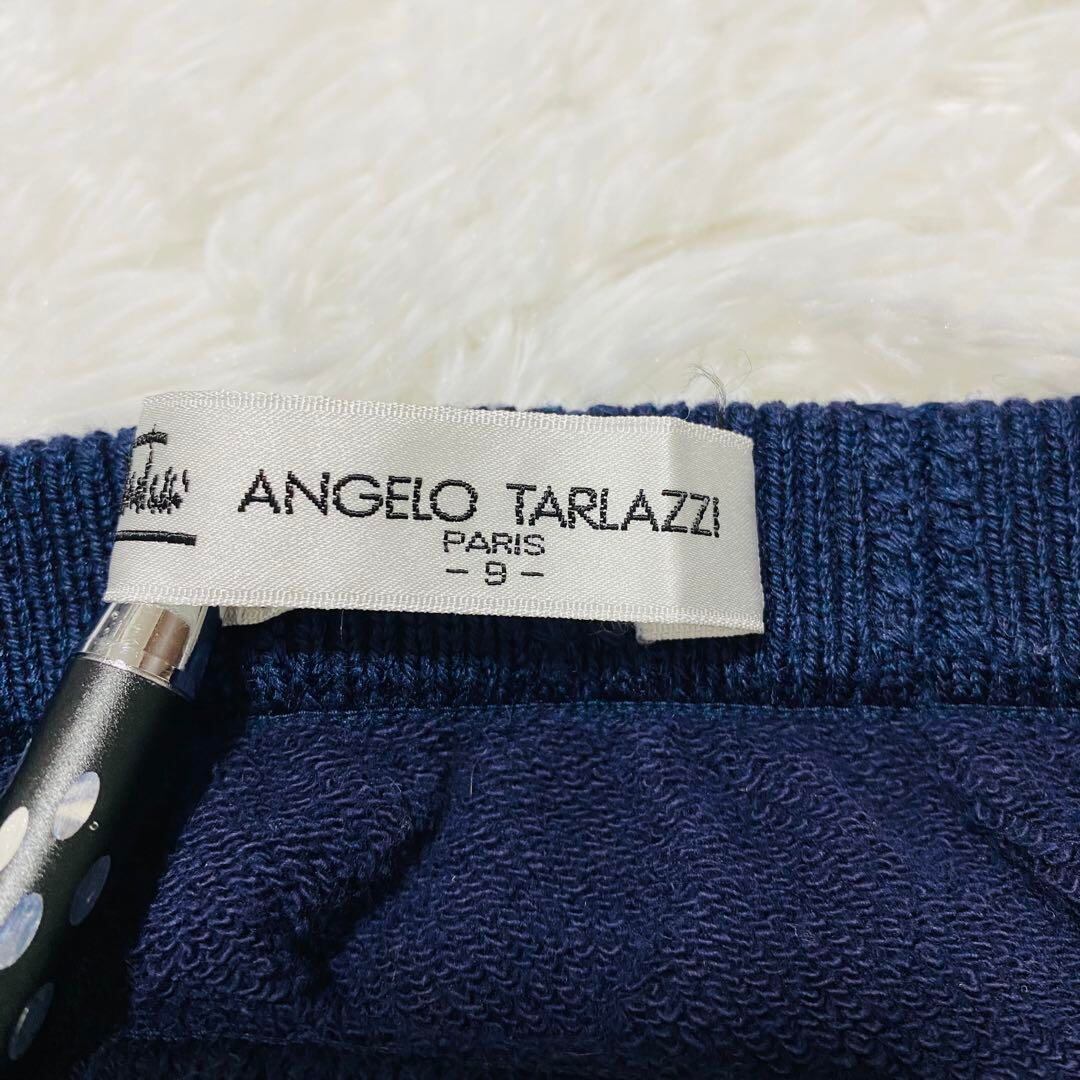 ANGELO TARLAZZI
PARIS
- 9 -